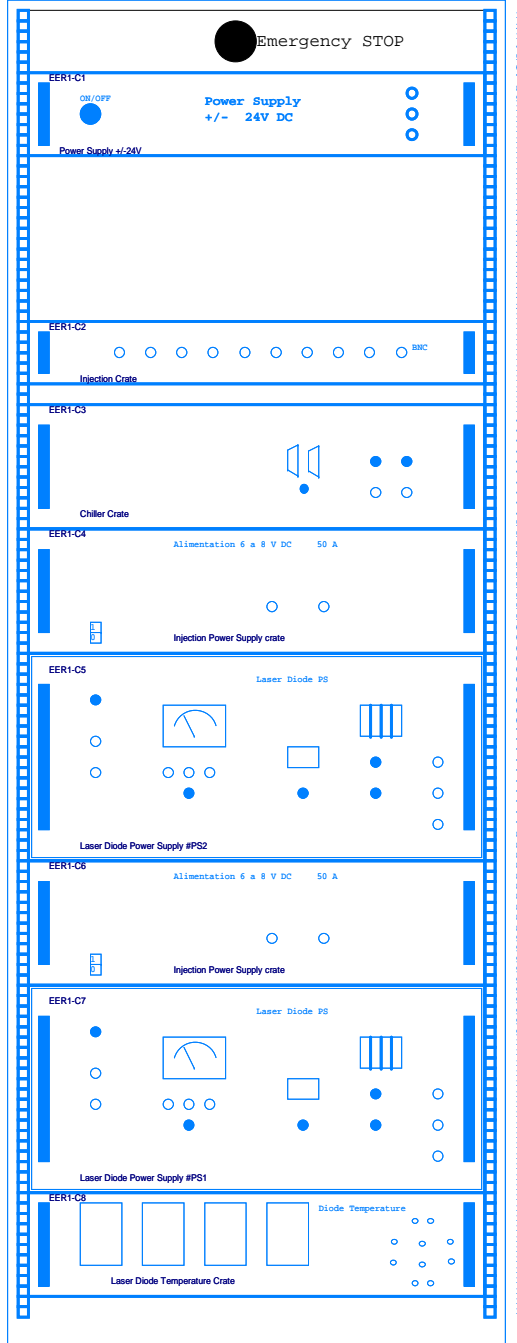 Emergency STOP
EER1-C1
ON/OFF
Power Supply
+/- 24V DC
Power Supply +/-24V
EER1-C2
BNC
Injection Crate
EER1-C3
Chiller Crate
EER1-C4
Alimentation 6 a 8 V DC 50 A
1
0
Injection Power Supply crate
EER1-C5
Laser Diode PS
Laser Diode Power Supply #PS2
EER1-C6
Alimentation 6 a 8 V DC 50 A
1
0
Injection Power Supply crate
EER1-C7
Laser Diode PS
Laser Diode Power Supply #PS1
EER1-C8
Diode Temperature
Laser Diode Temperature Crate